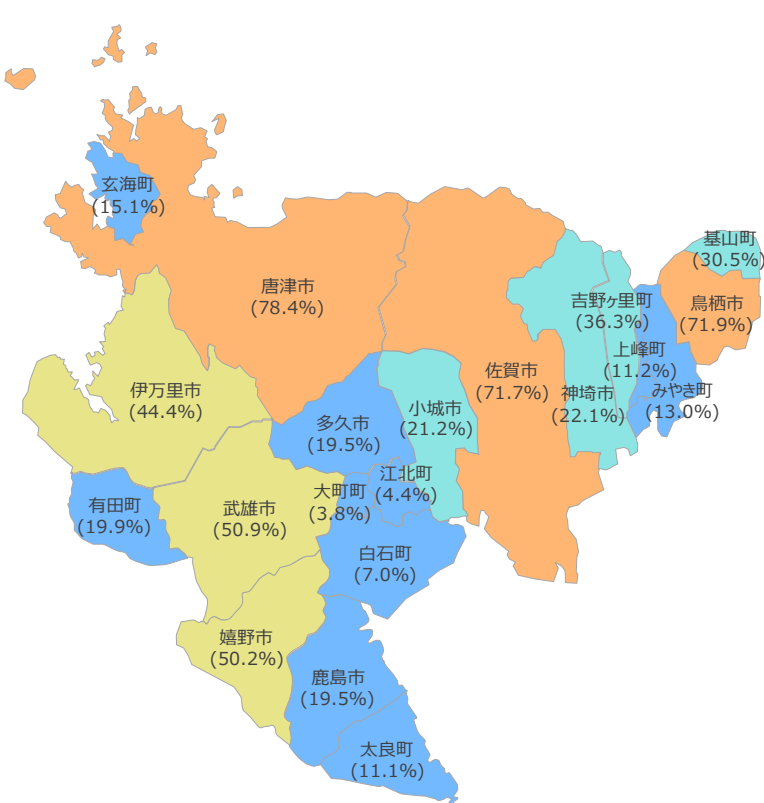 玄海町
(15.1%)
基山町
(30.5%)
唐津市
(78.4%)
吉野ヶ里町
(36.3%)
鳥栖市
(71.9%)
上峰町
(11.2%)
佐賀市
(71.7%)
伊万里市
(44.4%)
神埼市
(22.1%)
みやき町
(13.0%)
小城市
(21.2%)
多久市
(19.5%)
江北町
(4.4%)
大町町
(3.8%)
有田町
(19.9%)
武雄市
(50.9%)
白石町
(7.0%)
嬉野市
(50.2%)
鹿島市
(19.5%)
太良町
(11.1%)